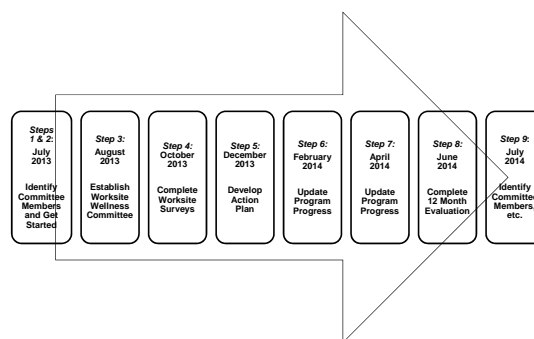 Steps
1 & 2:
July
2013
Identify
Committee
Members
and Get
Started
Step 3:
August
2013
Establish
Worksite
Wellness
Committee
Step 4:
October
2013
Complete
Worksite
Surveys
Step 5:
December
2013
Develop
Action
Plan
Step 6:
February
2014
Update
Program
Progress
Step 7:
April
2014
Update
Program
Progress
Step 8:
June
2014
Complete
12 Month
Evaluation
Step 9:
July
2014
Identify
Committee
Members,
etc.